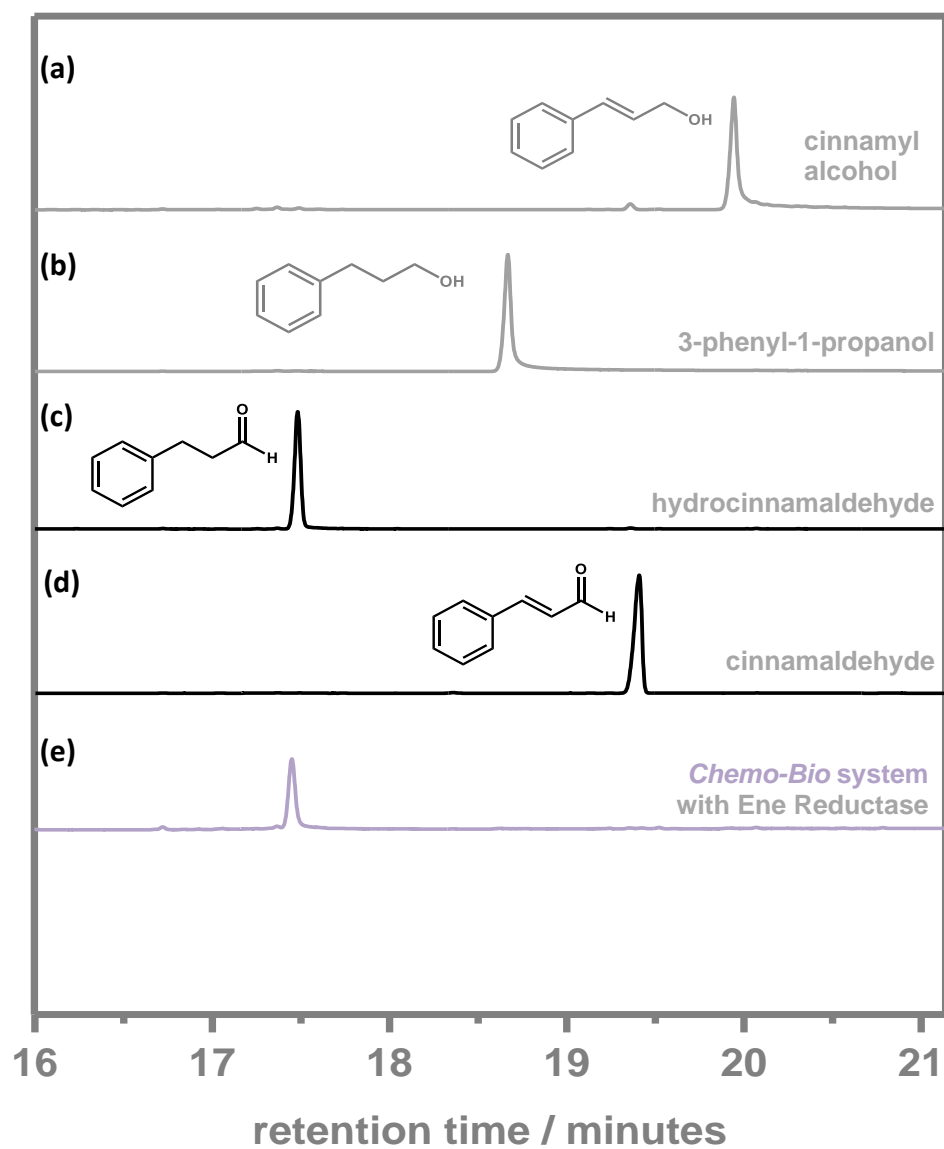 (a)
OH
cinnamyl
alcohol
(b)
OH
3-phenyl-1-propanol
(c)
O
H
hydrocinnamaldehyde
(d)
O
H
cinnamaldehyde
(e)
Chemo-Bio system
with Ene Reductase
16 17 18 19 20 21
retention time / minutes